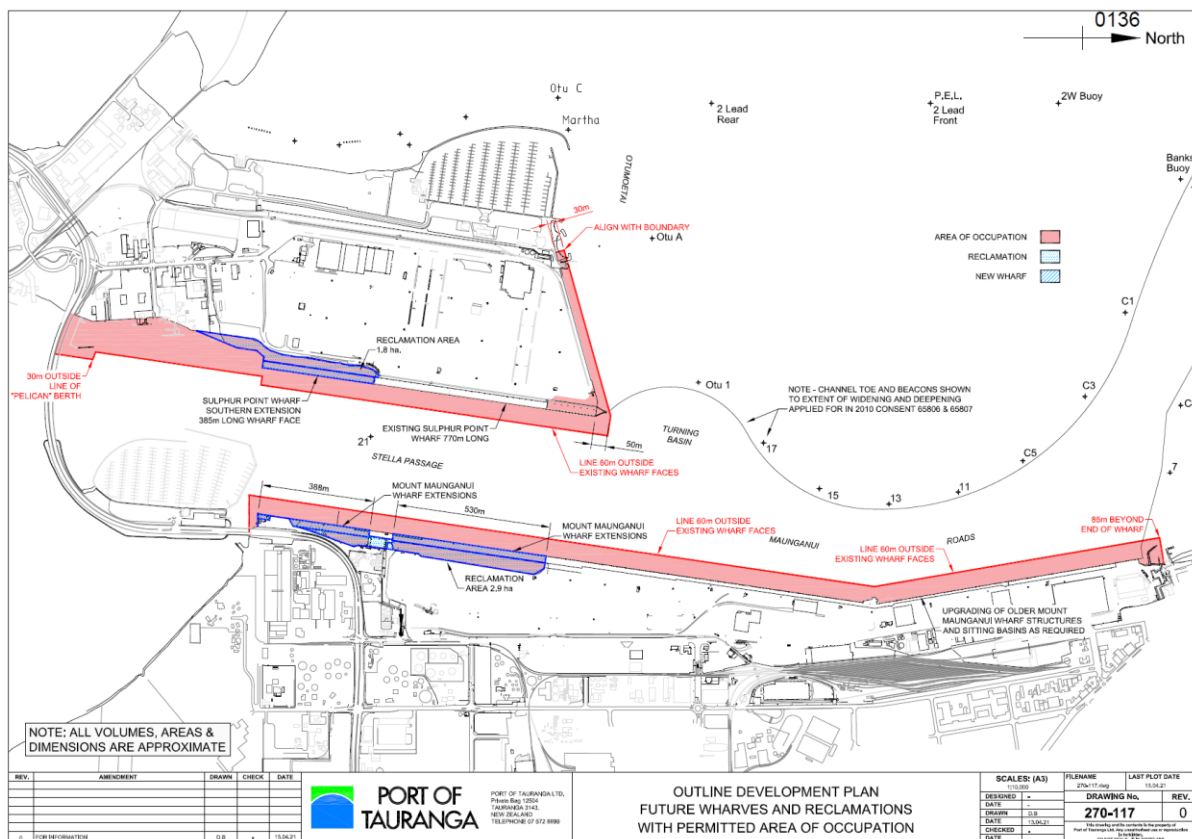 0136
North
Otu C
Martha
2 Lead
Rear
P.E.L.
2 Lead
Front
2W Buoy
Banks
Buoy
OTUMOETAI
30m
ALIGN WITH BOUNDARY
Otu A
AREA OF OCCUPATION
RECLAMATION
NEW WHARF
C1
RECLAMATION AREA
1.8 ha.
30m OUTSIDE
LINE OF
"PELICAN" BERTH
SULPHUR POINT WHARF
SOUTHERN EXTENSION
385m LONG WHARF FACE
EXISTING SULPHUR POINT
WHARF 770m LONG
Otu 1
NOTE - CHANNEL TOE AND BEACONS SHOWN
TO EXTENT OF WIDENING AND DEEPENING
APPLIED FOR IN 2010 CONSENT 65806 & 65807
C3
TURNING
BASIN
50m
17
21
STELLA PASSAGE
LINE 60m OUTSIDE
EXISTING WHARF FACES
C5
7
388m
MOUNT MAUNGANUI
WHARF EXTENSIONS
15
13
11
530m
MOUNT MAUNGANUI
WHARF EXTENSIONS
LINE 60m OUTSIDE
EXISTING WHARF FACES
MAUNGANUI
ROADS
LINE 60m OUTSIDE
EXISTING WHARF FACES
85m BEYOND
END OF WHARF
RECLAMATION
AREA 2,9 ha
UPGRADING OF OLDER MOUNT
MAUNGANUI WHARF STRUCTURES
AND SITTING BASINS AS REQUIRED
NOTE: ALL VOLUMES, AREAS &
DIMENSIONS ARE APPROXIMATE
REV. AMENDMENT DRAWN CHECK DATE
0 FOR INFORMATION D.B - 13.04.21
PORT OF
TAURANGA
PORT OF TAURANGA LTD,
Private Bag 12504
TAURANGA 3143,
NEW ZEALAND
TELEPHONE 07 572 8899
OUTLINE DEVELOPMENT PLAN
FUTURE WHARVES AND RECLAMATIONS
WITH PERMITTED AREA OF OCCUPATION
SCALES: (A3)
1:10,000
DESIGNED -
DATE -
DRAWN D.B
DATE 13.04.21
CHECKED -
DATE
FILENAME
270-117.dwg
LAST PLOT DATE
13.04.21
DRAWING No.
270-117
REV.
0